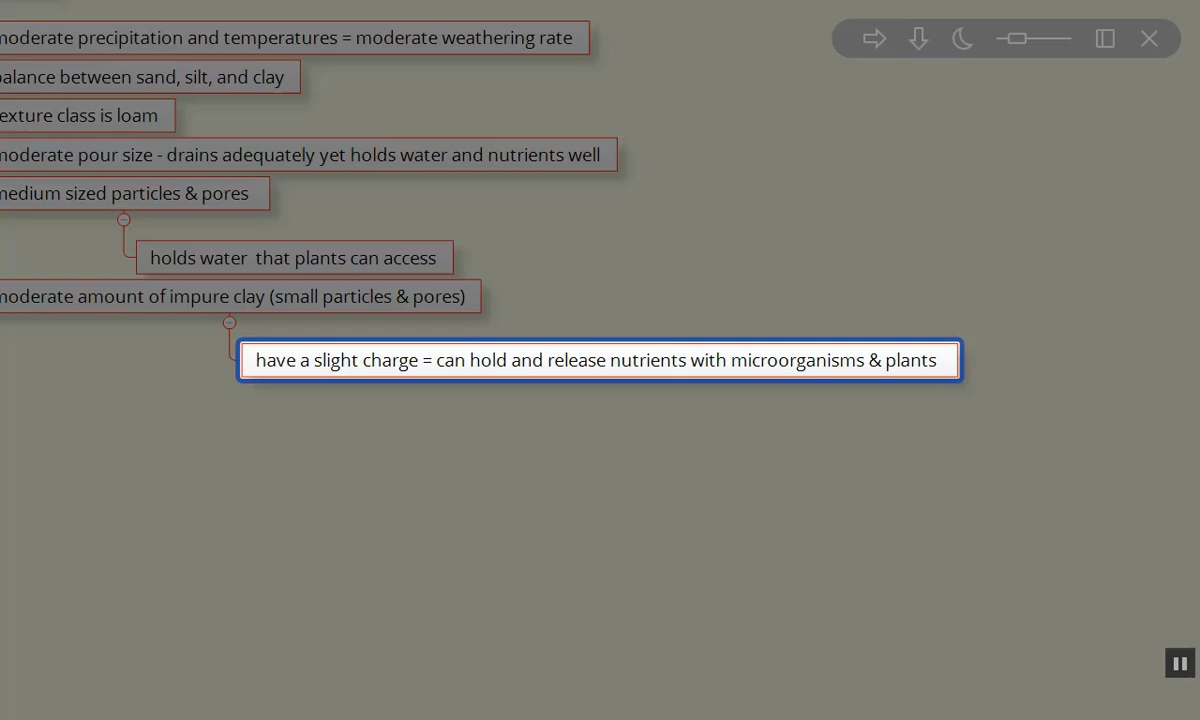 moderate precipitation and temperatures = moderate weathering rate
balance between sand, silt, and clay
texture class is loam
moderate pour size - drains adequately yet holds water and nutrients well
medium sized particles & pores
holds water  that plants can access
moderate amount of impure clay (small particles & pores)
have a slight charge = can hold and release nutrients with microorganisms & plants